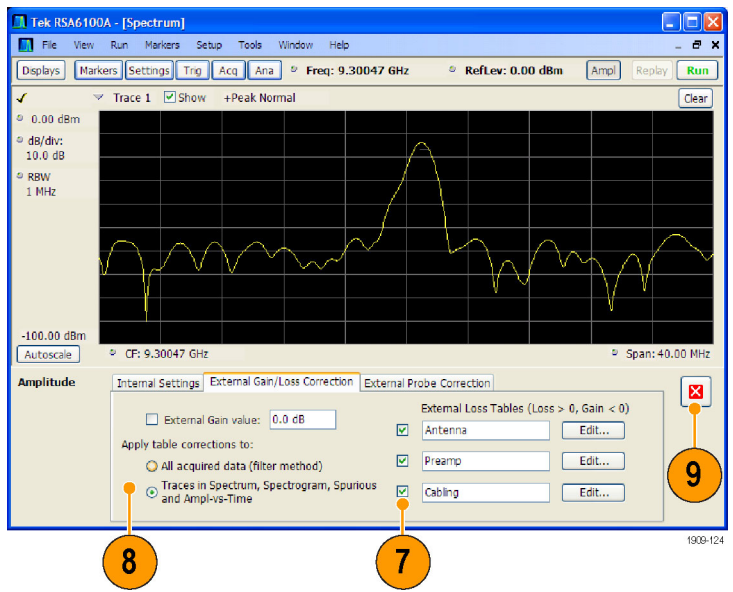 Tek RSA6100A - [Spectrum]
File View Run Markers Setup Tools Window Help
Displays Markers Settings Trig Acq Ana Freq: 9.30047 GHz RefLev: 0.00 dBm Ampl Replay Run
Trace 1 Show +Peak Normal Clear
0.00 dBm
dB/div:
10.0 dB
RBW
1 MHz
-100.00 dBm
Autoscale CF: 9.30047 GHz Span: 40.00 MHz
Amplitude Internal Settings External Gain/Loss Correction External Probe Correction
External Loss Tables (Loss > 0, Gain < 0)
External Gain value: 0.0 dB
Antenna Edit...
Apply table corrections to:
All acquired data (filter method)
Preamp Edit...
Traces in Spectrum, Spectrogram, Spurious
and Ampl-vs-Time
Cabling Edit...
9
8
7
1909-124